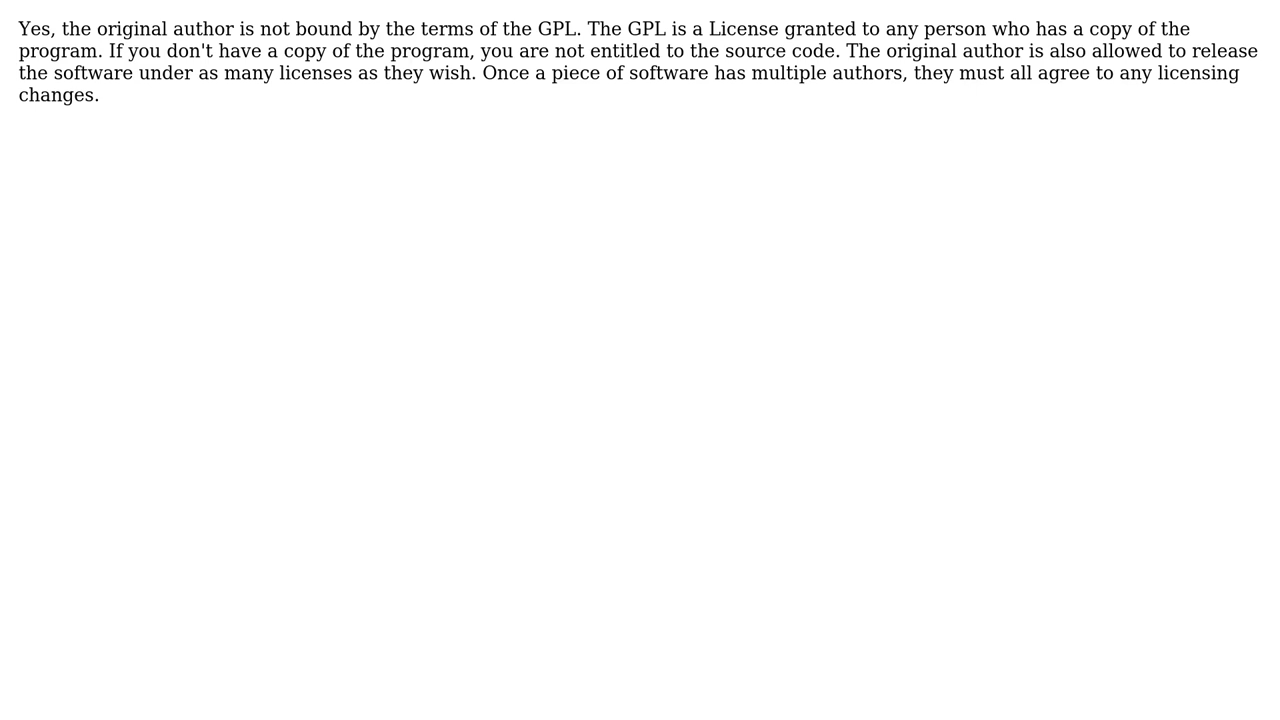 Yes, the original author is not bound by the terms of the GPL. The GPL is a License granted to any person who has a copy of the
program. If you don't have a copy of the program, you are not entitled to the source code. The original author is also allowed to release
the software under as many licenses as they wish. Once a piece of software has multiple authors, they must all agree to any licensing
changes.